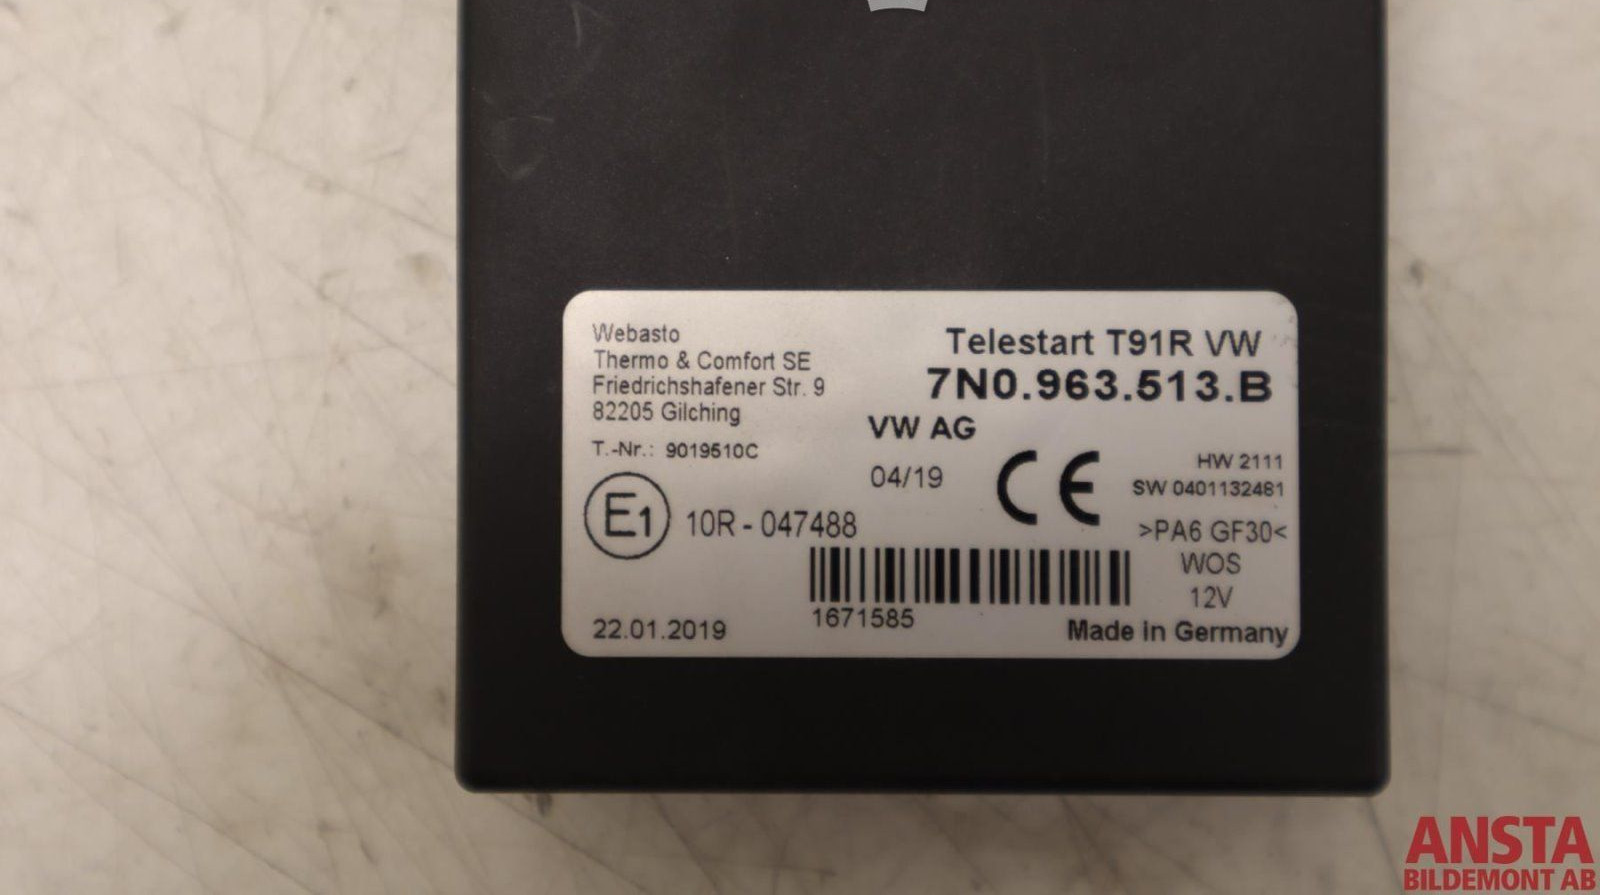 Webasto
Thermo & Comfort SE
Friedrichshafener Str. 9
82205 Gilching
T.-Nr.: 9019510C
Telestart T91R VW
7N0.963.513.B
VW AG
04/19
CE
HW 2111
SW 0401132481
E1
10R - 047488
>PA6 GF30<
WOS
12V
1671585
22.01.2019
Made in Germany
ANSTA
BILDEMONT AB